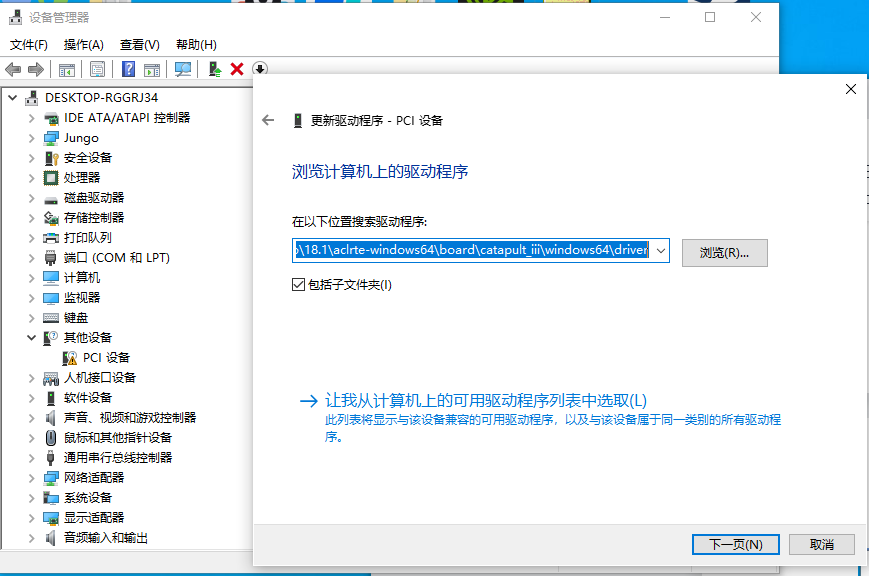 设备管理器
文件(F) 操作(A) 查看(V) 帮助(H)
DESKTOP-RGGRJ34
IDE ATA/ATAPI 控制器
Jungo
安全设备
处理器
磁盘驱动器
存储控制器
打印队列
端口 (COM 和 LPT)
计算机
监视器
键盘
其他设备
PCI 设备
人机接口设备
软件设备
声音、视频和游戏控制器
鼠标和其他指针设备
通用串行总线控制器
网络适配器
系统设备
显示适配器
音频输入和输出
更新驱动程序 - PCI 设备
浏览计算机上的驱动程序
在以下位置搜索驱动程序:
\18.1\aclrte-windows64\board\catapult_iii\windows64\driver
浏览(R)...
包括子文件夹(I)
让我从计算机上的可用驱动程序列表中选取(L)
此列表将显示与该设备兼容的可用驱动程序，以及与该设备属于同一类别的所有驱动程
序。
下一页(N)
取消